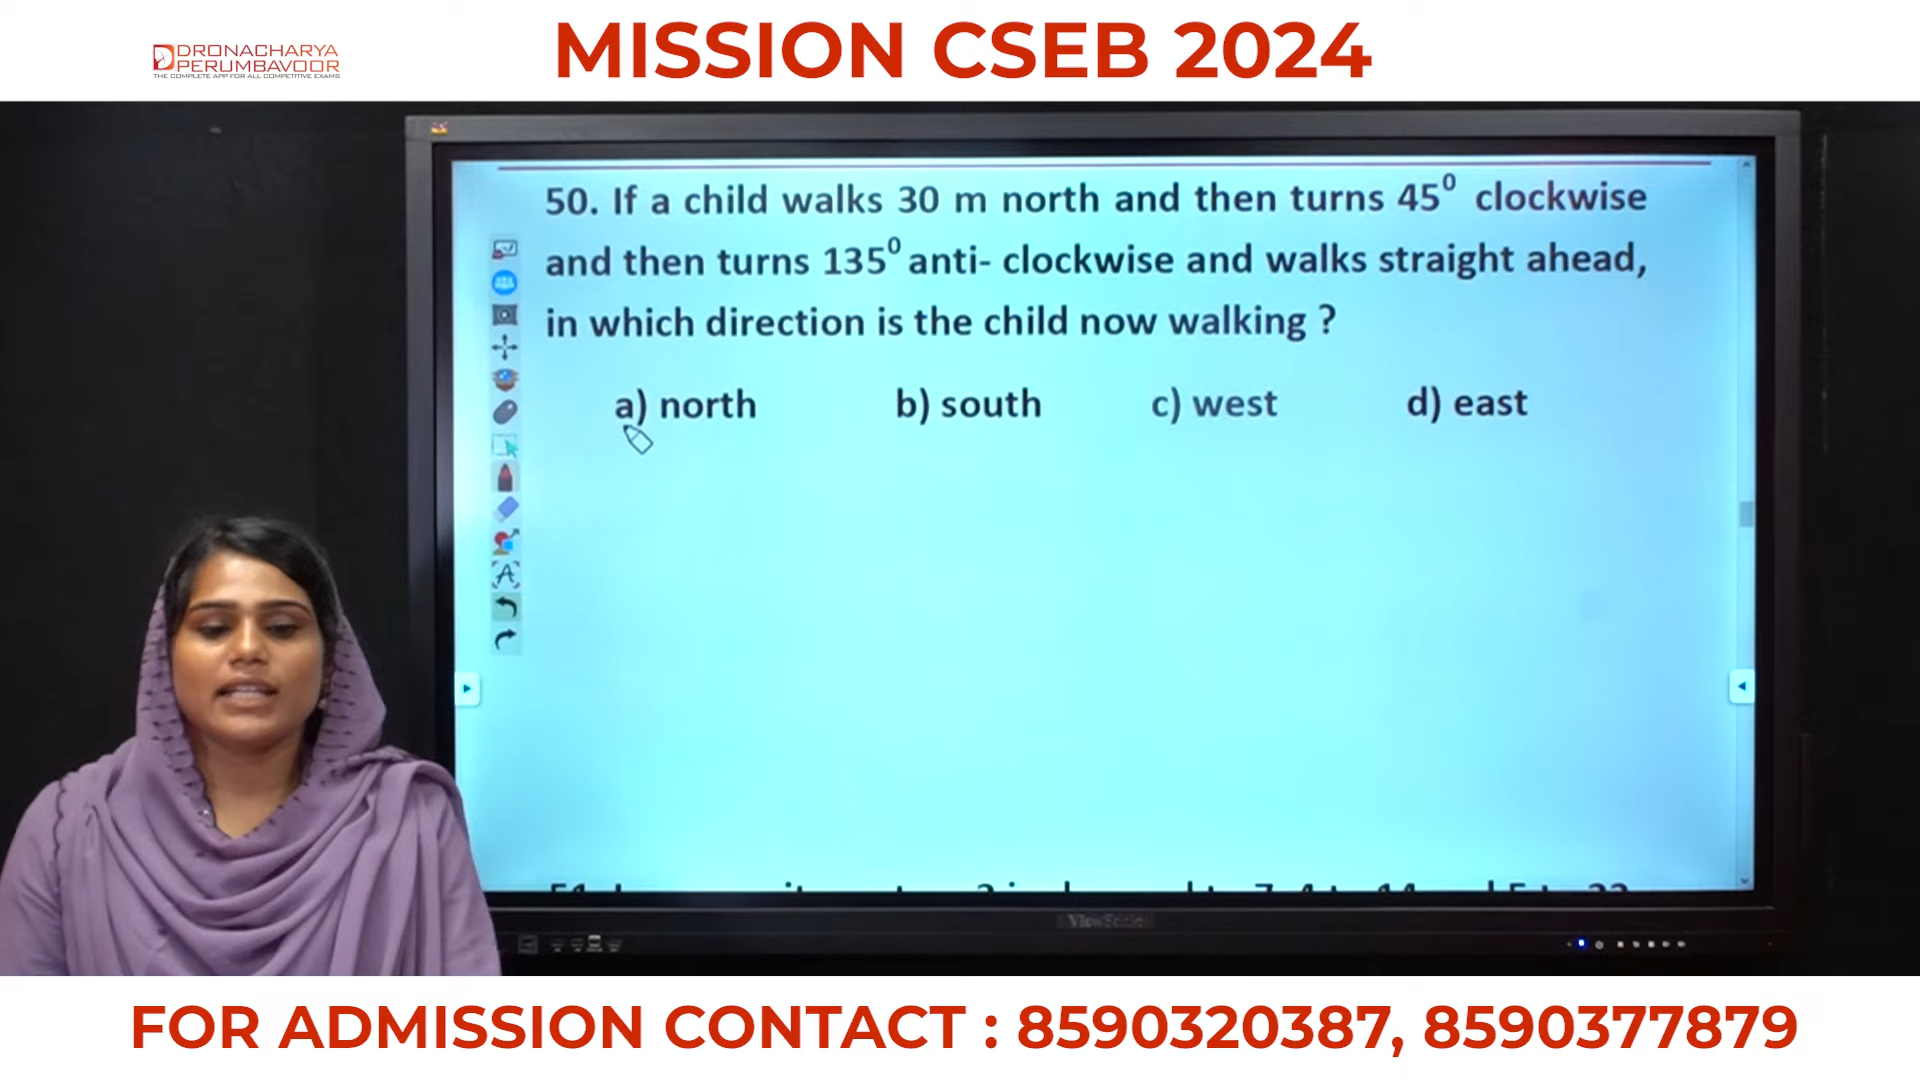 DRONACHARYA
PERUMBAVOOR
THE COMPLETE APP FOR ALL COMPETITIVE EXAMS
MISSION CSEB 2024
50. If a child walks 30 m north and then turns 45⁰ clockwise
and then turns 135⁰ anti- clockwise and walks straight ahead,
in which direction is the child now walking ?
a) north b) south c) west d) east
ViewSonic
FOR ADMISSION CONTACT : 8590320387, 8590377879